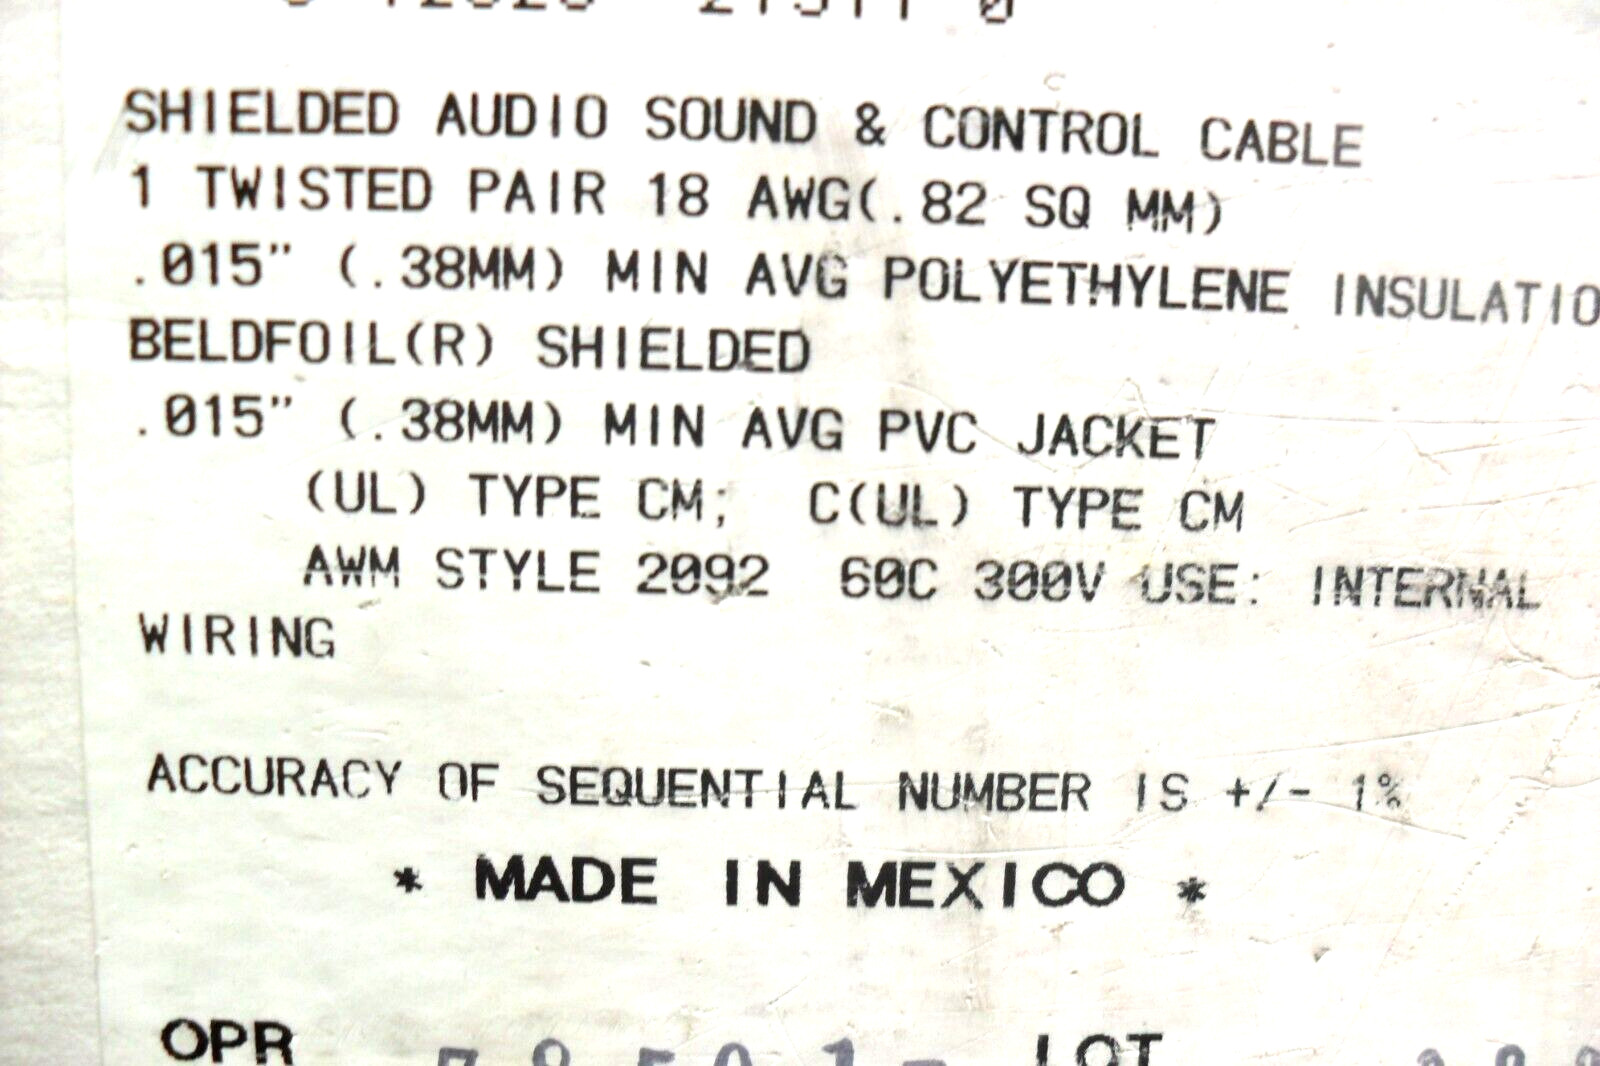 SHIELDED AUDIO SOUND & CONTROL CABLE
1 TWISTED PAIR 18 AWG(.82 SQ MM)
.015" (.38MM) MIN AVG POLYETHYLENE INSULATIO
BELDFOIL(R) SHIELDED
.015" (.38MM) MIN AVG PVC JACKET
(UL) TYPE CM; C(UL) TYPE CM
AWM STYLE 2092 60C 300V USE: INTERNAL
WIRING
ACCURACY OF SEQUENTIAL NUMBER IS +/- 1%
* MADE IN MEXICO *
OPR LOT